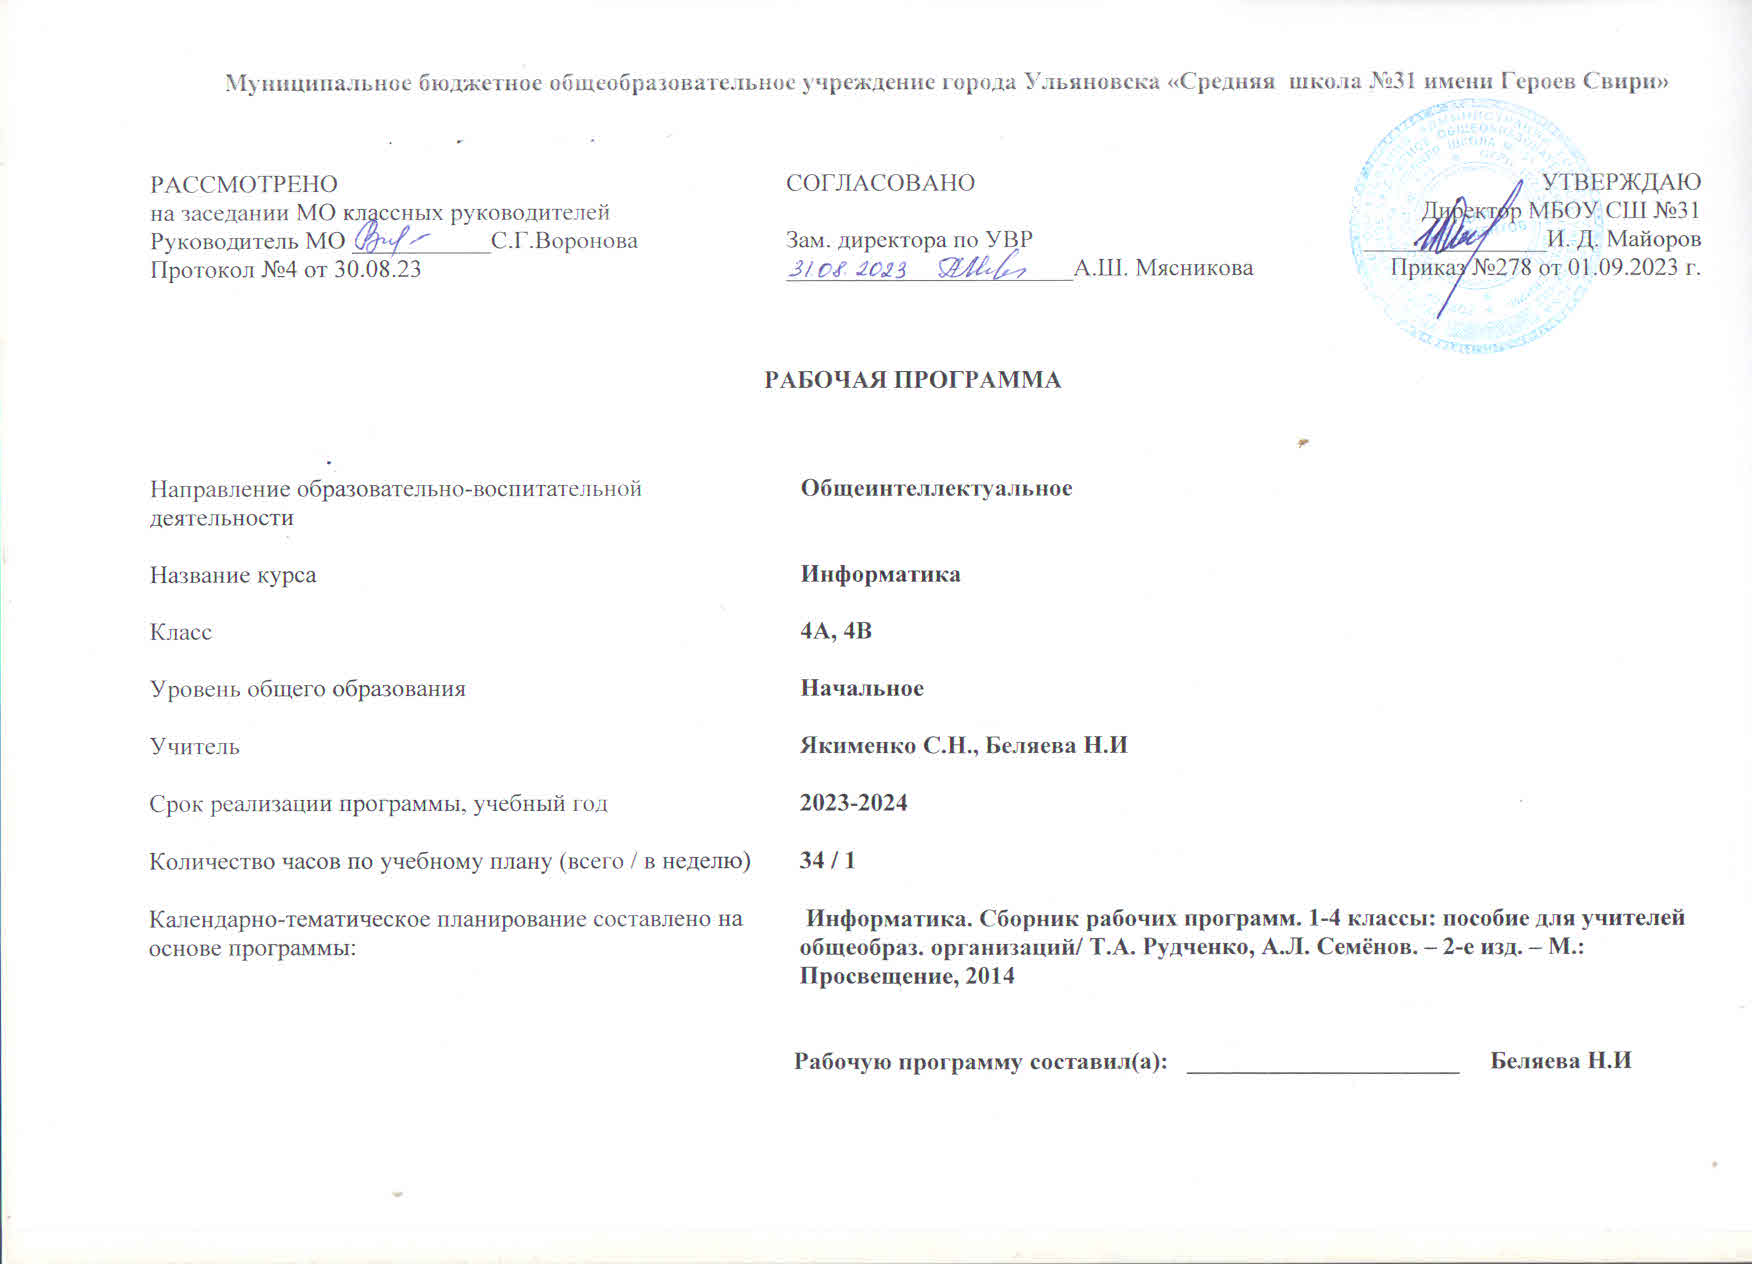 Муниципальное бюджетное общеобразовательное учреждение города Ульяновска «Средняя школа №31 имени Героев Свири»
РАССМОТРЕНО
на заседании МО классных руководителей
Руководитель МО ____________С.Г.Воронова
Протокол №4 от 30.08.23
СОГЛАСОВАНО
Зам. директора по УВР
31.08.2023 ____________А.Ш. Мясникова
УТВЕРЖДАЮ
Директор МБОУ СШ №31
_______________И. Д. Майоров
Приказ №278 от 01.09.2023 г.
РАБОЧАЯ ПРОГРАММА
Направление образовательно-воспитательной
деятельности
Общеинтеллектуальное
Название курса Информатика
Класс 4А, 4В
Уровень общего образования Начальное
Учитель Якименко С.Н., Беляева Н.И
Срок реализации программы, учебный год 2023-2024
Количество часов по учебному плану (всего / в неделю) 34 / 1
Календарно-тематическое планирование составлено на
основе программы:
Информатика. Сборник рабочих программ. 1-4 классы: пособие для учителей
общеобраз. организаций/ Т.А. Рудченко, А.Л. Семёнов. – 2-е изд. – М.:
Просвещение, 2014
Рабочую программу составил(а): ______________________ Беляева Н.И